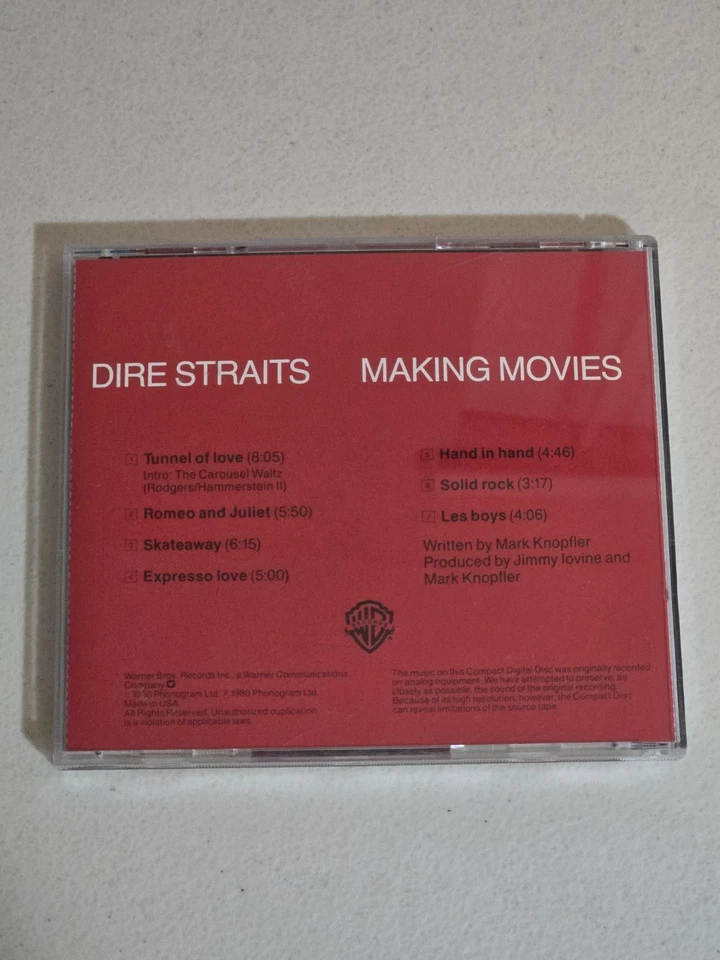 DIRE STRAITS
MAKING MOVIES
1 Tunnel of love (8:05)
Intro: The Carousel Waltz
(Rodgers/Hammerstein II)
2 Romeo and Juliet (5:50)
3 Skateaway (6:15)
4 Expresso love (5:00)
5 Hand in hand (4:46)
6 Solid rock (3:17)
7 Les boys (4:06)
Written by Mark Knopfler
Produced by Jimmy Iovine and
Mark Knopfler
WB
Warner Bros. Records Inc., a Warner Communications
Company
1980 Phonogram Ltd. ℗ 1980 Phonogram Ltd.
Made in USA
All Rights Reserved. Unauthorized duplication
is a violation of applicable laws.
The music on this Compact Digital Disc was originally recorded
on analog equipment. We have attempted to preserve, as
closely as possible, the sound of the original recording.
Because of its high resolution, however, the Compact Disc
can reveal limitations of the source tape.